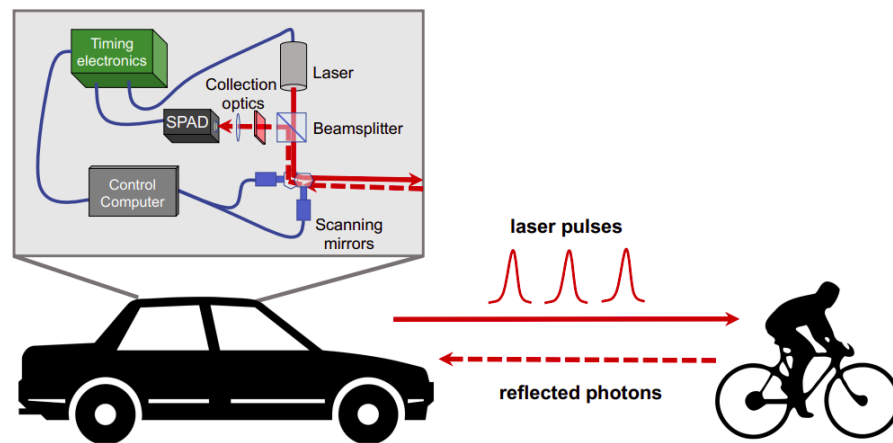 Timing
electronics
Laser
Collection
optics
SPAD
Beamsplitter
Control
Computer
Scanning
mirrors
laser pulses
reflected photons